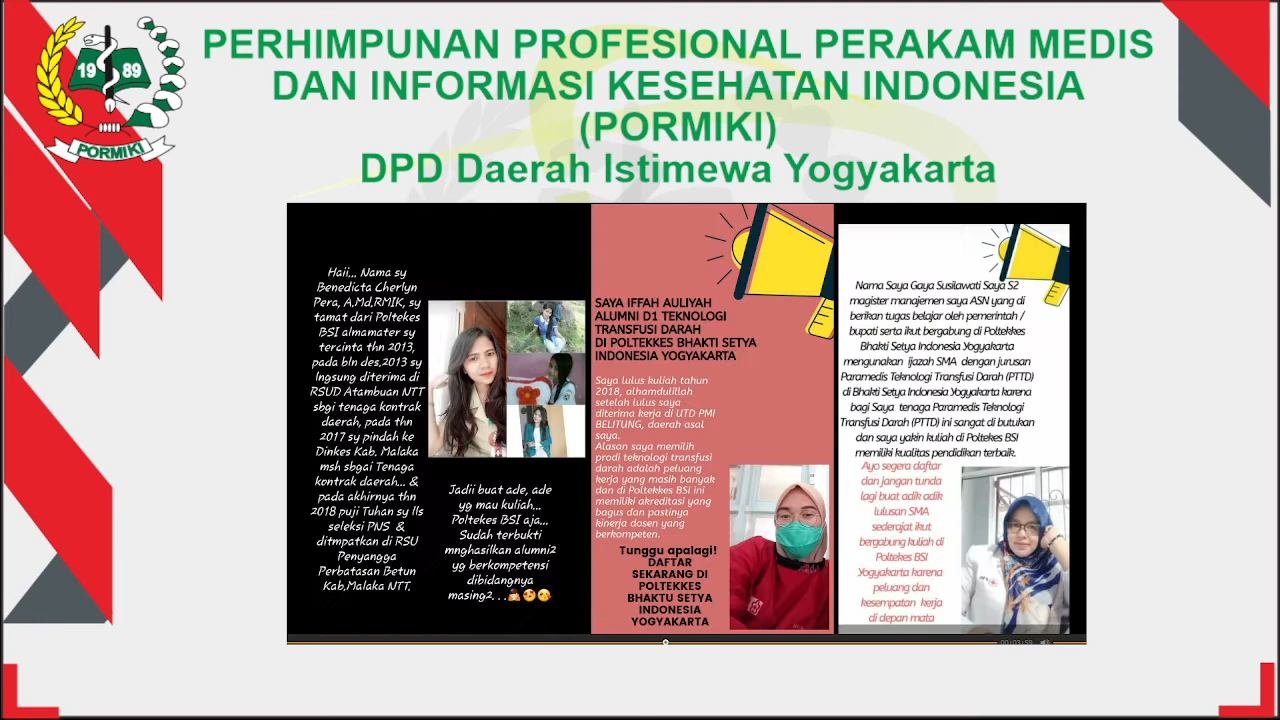 PERHIMPUNAN PROFESIONAL PERAKAM MEDIS
DAN INFORMASI KESEHATAN INDONESIA
(PORMIKI)
DPD Daerah Istimewa Yogyakarta
19 89
PORMIKI
Haii,,, Nama sy
Benedicta Cherlyn
Pera, A,Md,RMIK, sy
tamat dari Poltekes
BSI almamater sy
tercinta thn 2013,
pada bln des,2013 sy
lngsung diterima di
RSUD Atambuan NTT
sbgi tenaga kontrak
daerah, pada thn
2017 sy pindah ke
Dinkes Kab, Malaka
msh sbgai Tenaga
kontrak daerah... &
pada akhirnya thn
2018 puji Tuhan sy lls
seleksi PNS &
ditmpatkan di RSU
Penyangga
Perbatasan Betun
Kab,Malaka NTT,
Jadii buat ade, ade
yg mau kuliah...
Poltekes BSI aja,,,
Sudah terbukti
mnghasilkan alumni2
yg berkompetensi
dibidangnya
masing2, . .
SAYA IFFAH AULIYAH
ALUMNI D1 TEKNOLOGI
TRANSFUSI DARAH
DI POLTEKKES BHAKTI SETYA
INDONESIA YOGYAKARTA
Saya lulus kuliah tahun
2018, alhamdulillah
setelah lulus saya
diterima kerja di UTD PMI
BELITUNG, daerah asal
saya.
Alasan saya memilih
prodi teknologi transfusi
darah adalah peluang
kerja yang masih banyak
dan di Poltekkes BSI ini
memiliki akreditasi yang
bagus dan pastinya
kinerja dosen yang
berkompeten.
Tunggu apalagi!
DAFTAR
SEKARANG DI
POLTEKKES
BHAKTU SETYA
INDONESIA
YOGYAKARTA
Nama Saya Gaya Susilawati Saya S2
magister manajemen saya ASN yang di
berikan tugas belajar oleh pemerintah /
bupati serta ikut bergabung di Poltekkes
Bhakti Setya Indonesia Yogyakarta
mengunakan ijazah SMA dengan jurusan
Paramedis Teknologi Transfusi Darah (PTTD)
di Bhakti Setya Indonesia Yogyakarta karena
bagi Saya tenaga Paramedis Teknologi
Transfusi Darah (PTTD) ini sangat di butukan
dan saya yakin kuliah di Poltekes BSI
memiliki kualitas pendidikan terbaik.
Ayo segera daftar
dan jangan tunda
lagi buat adik adik
lulusan SMA
sederajat ikut
bergabung kuliah di
Poltekes BSI
Yogyakarta karena
peluang dan
kesempatan kerja
di depan mata
00:03:59